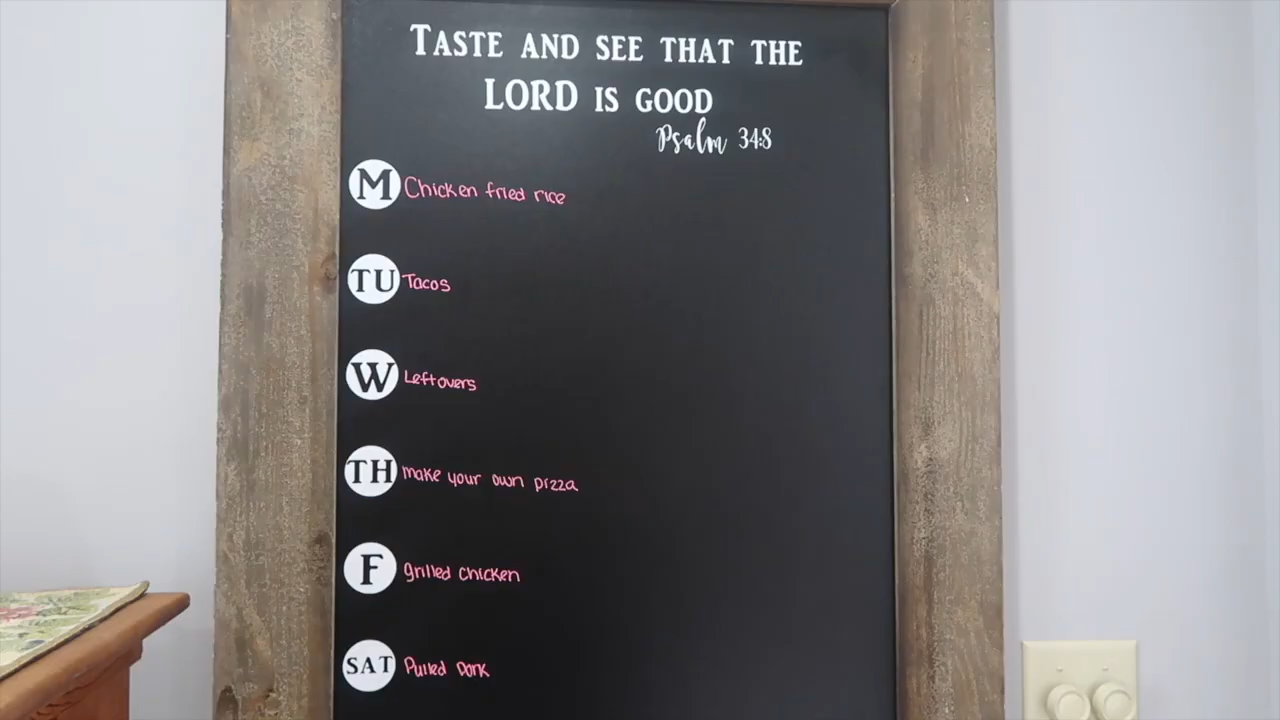 TASTE AND SEE THAT THE
LORD IS GOOD
Psalm 34:8
M Chicken fried rice
TU Tacos
W Leftovers
TH make your own pizza
F grilled chicken
SAT Pulled pork